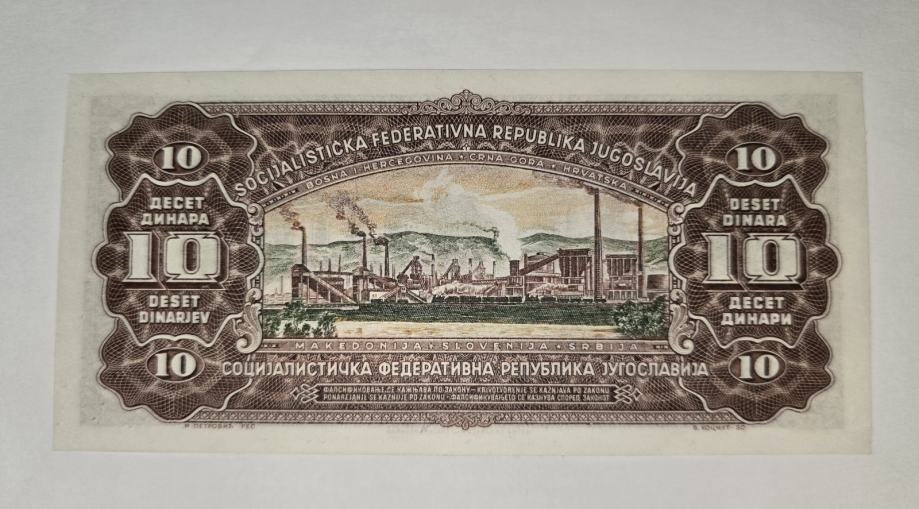 SOCIJALISTIČKA FEDERATIVNA REPUBLIKA JUGOSLAVIJA
BOSNA I HERCEGOVINA • CRNA GORA • HRVATSKA
10
10
ДЕСЕТ
ДИНАРА
DESET
DINARA
10
10
DESET
DINARJEV
ДЕСЕТ
ДИНАРИ
MAKEDONIJA • SLOVENIJA • SRBIJA
10
10
СОЦИЈАЛИСТИЧКА ФЕДЕРАТИВНА РЕПУБЛИКА ЈУГОСЛАВИЈА
ФАЛСИФИКОВАЊЕ СЕ КАЖЊАВА ПО ЗАКОНУ — KRIVOTVORENJE SE KAŽNJAVA PO ZAKONU
PONAREJANJE SE KAZNUJE PO ZAKONU — ФАЛСИФИКУВАЊЕТО СЕ КАЗНУВА СПОРЕД ЗАКОНОТ